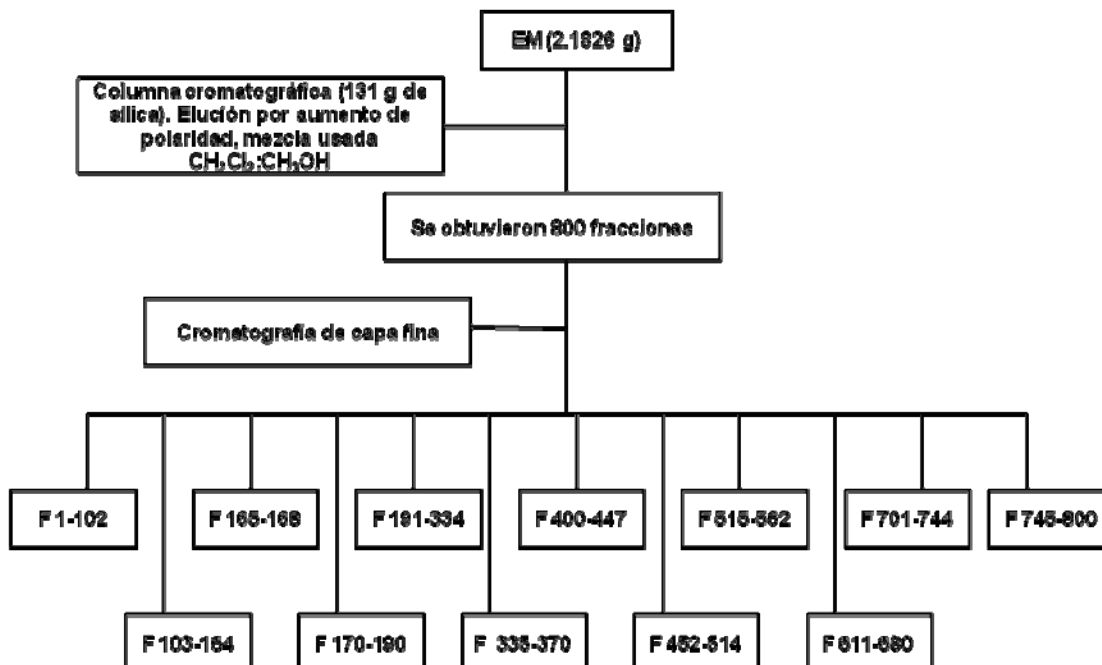 EM (2.1826 g)
Columna cromatográfica (131 g de
sílica). Elución por aumento de
polaridad, mezcla usada
CH₂Cl₂:CH₃OH
Se obtuvieron 800 fracciones
Cromatografía de capa fina
F 1-102
F 165-168
F 191-334
F 400-447
F 515-562
F 701-744
F 745-800
F 103-164
F 170-190
F 335-370
F 452-514
F 611-680